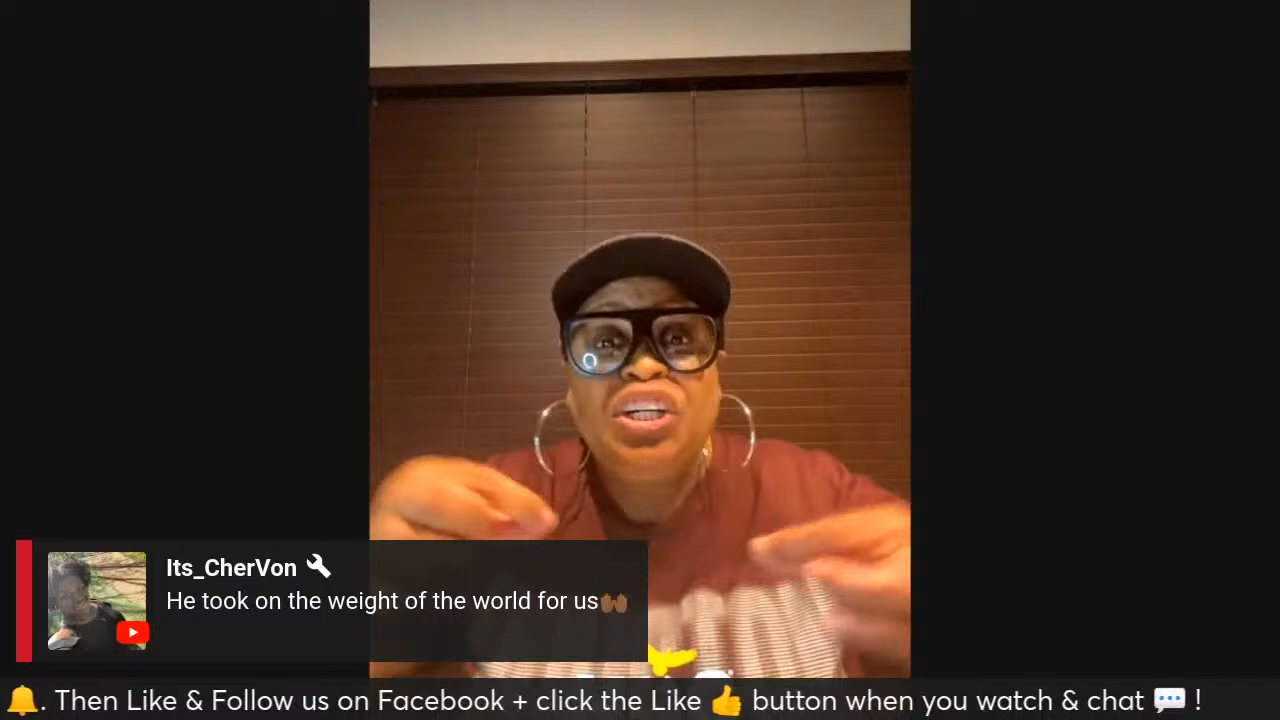 Its_CherVon 🔧
He took on the weight of the world for us🙌🏾
🔔. Then Like & Follow us on Facebook + click the Like 👍 button when you watch & chat 💬 !